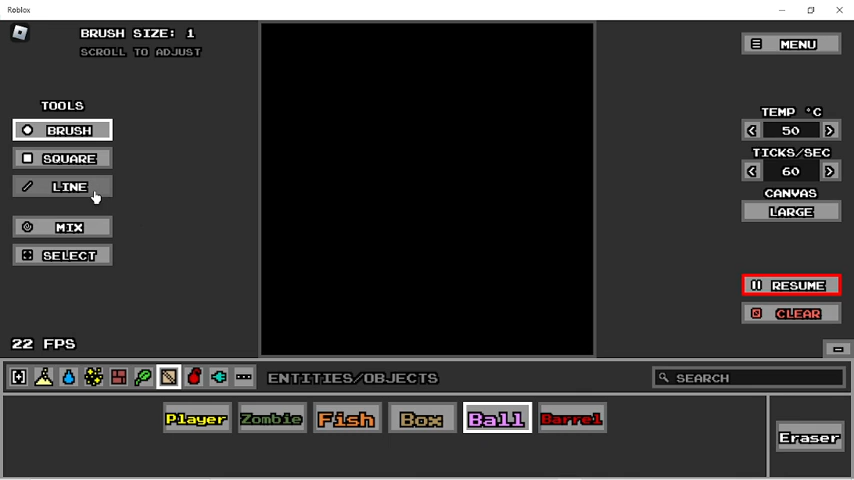 Roblox
BRUSH SIZE: 1
SCROLL TO ADJUST
MENU
TOOLS
BRUSH
SQUARE
LINE
MIX
SELECT
TEMP °C
50
TICKS/SEC
60
CANVAS
LARGE
RESUME
CLEAR
22 FPS
ENTITIES/OBJECTS
SEARCH
Player Zombie Fish Box Ball Barrel
Eraser